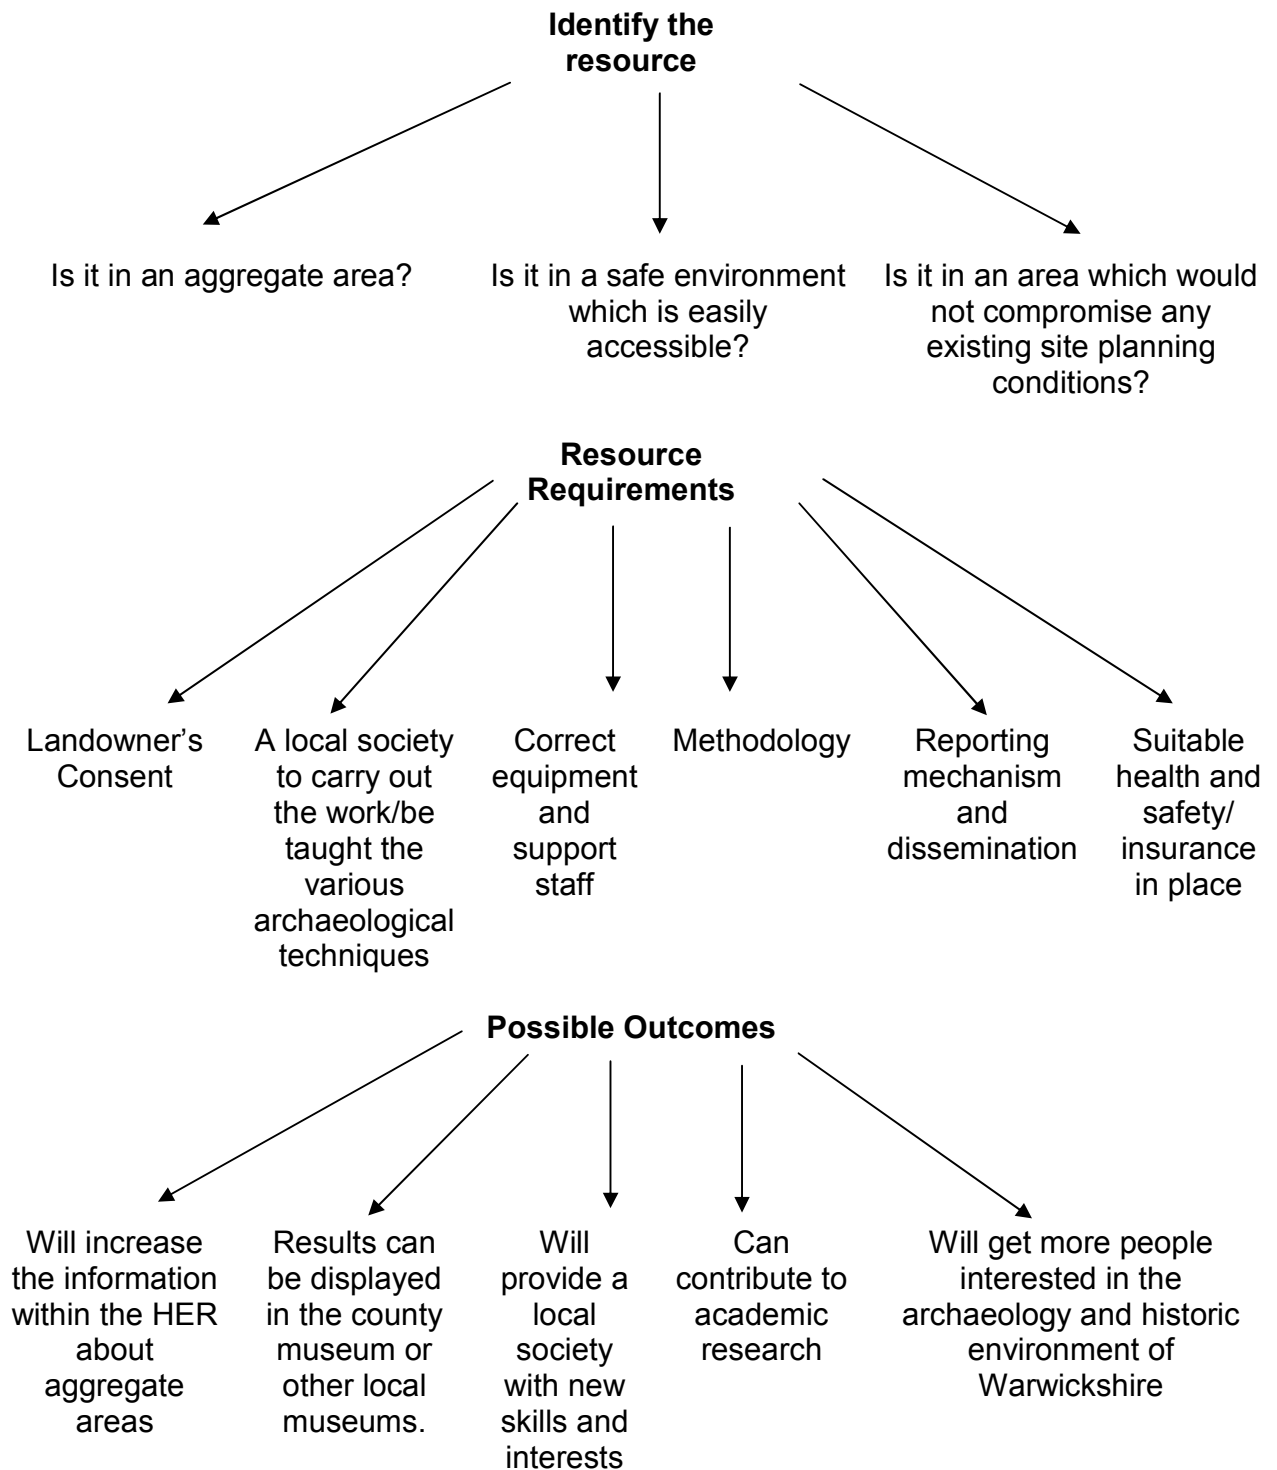 Identify the
resource
Is it in an aggregate area?
Is it in a safe environment
which is easily
accessible?
Is it in an area which would
not compromise any
existing site planning
conditions?
Resource
Requirements
Landowner's
Consent
A local society
to carry out
the work/be
taught the
various
archaeological
techniques
Correct
equipment
and
support
staff
Methodology
Reporting
mechanism
and
dissemination
Suitable
health and
safety/
insurance
in place
Possible Outcomes
Will increase
the information
within the HER
about
aggregate
areas
Results can
be displayed
in the county
museum or
other local
museums.
Will
provide a
local
society
with new
skills and
interests
Can
contribute to
academic
research
Will get more people
interested in the
archaeology and historic
environment of
Warwickshire